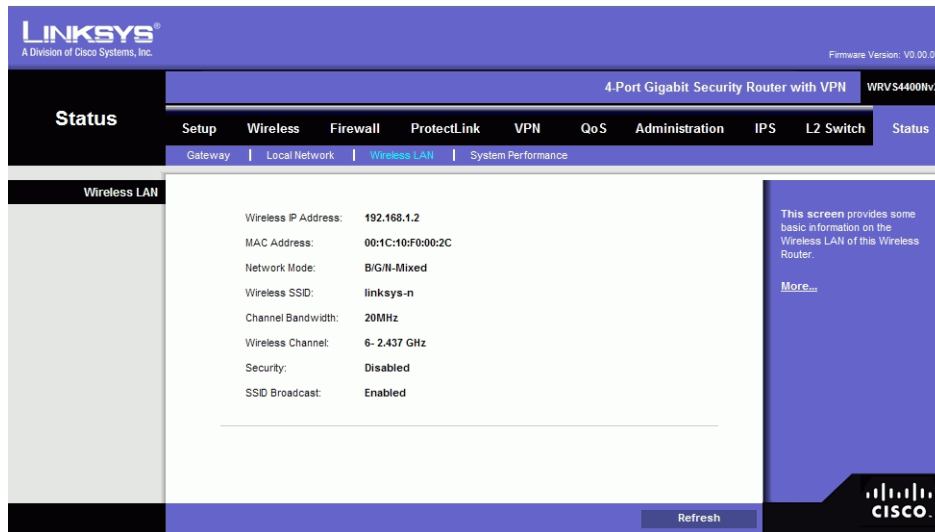 LINKSYS®
A Division of Cisco Systems, Inc.
Firmware Version: V0.00.0
4-Port Gigabit Security Router with VPN
WRVS4400Nv
Status
Setup Wireless Firewall ProtectLink VPN QoS Administration IPS L2 Switch Status
Gateway | Local Network | Wireless LAN | System Performance
Wireless LAN
Wireless IP Address: 192.168.1.2
MAC Address: 00:1C:10:F0:00:2C
Network Mode: B/G/N-Mixed
Wireless SSID: linksys-n
Channel Bandwidth: 20MHz
Wireless Channel: 6- 2.437 GHz
Security: Disabled
SSID Broadcast: Enabled
This screen provides some
basic information on the
Wireless LAN of this Wireless
Router.
More...
Refresh
CISCO.